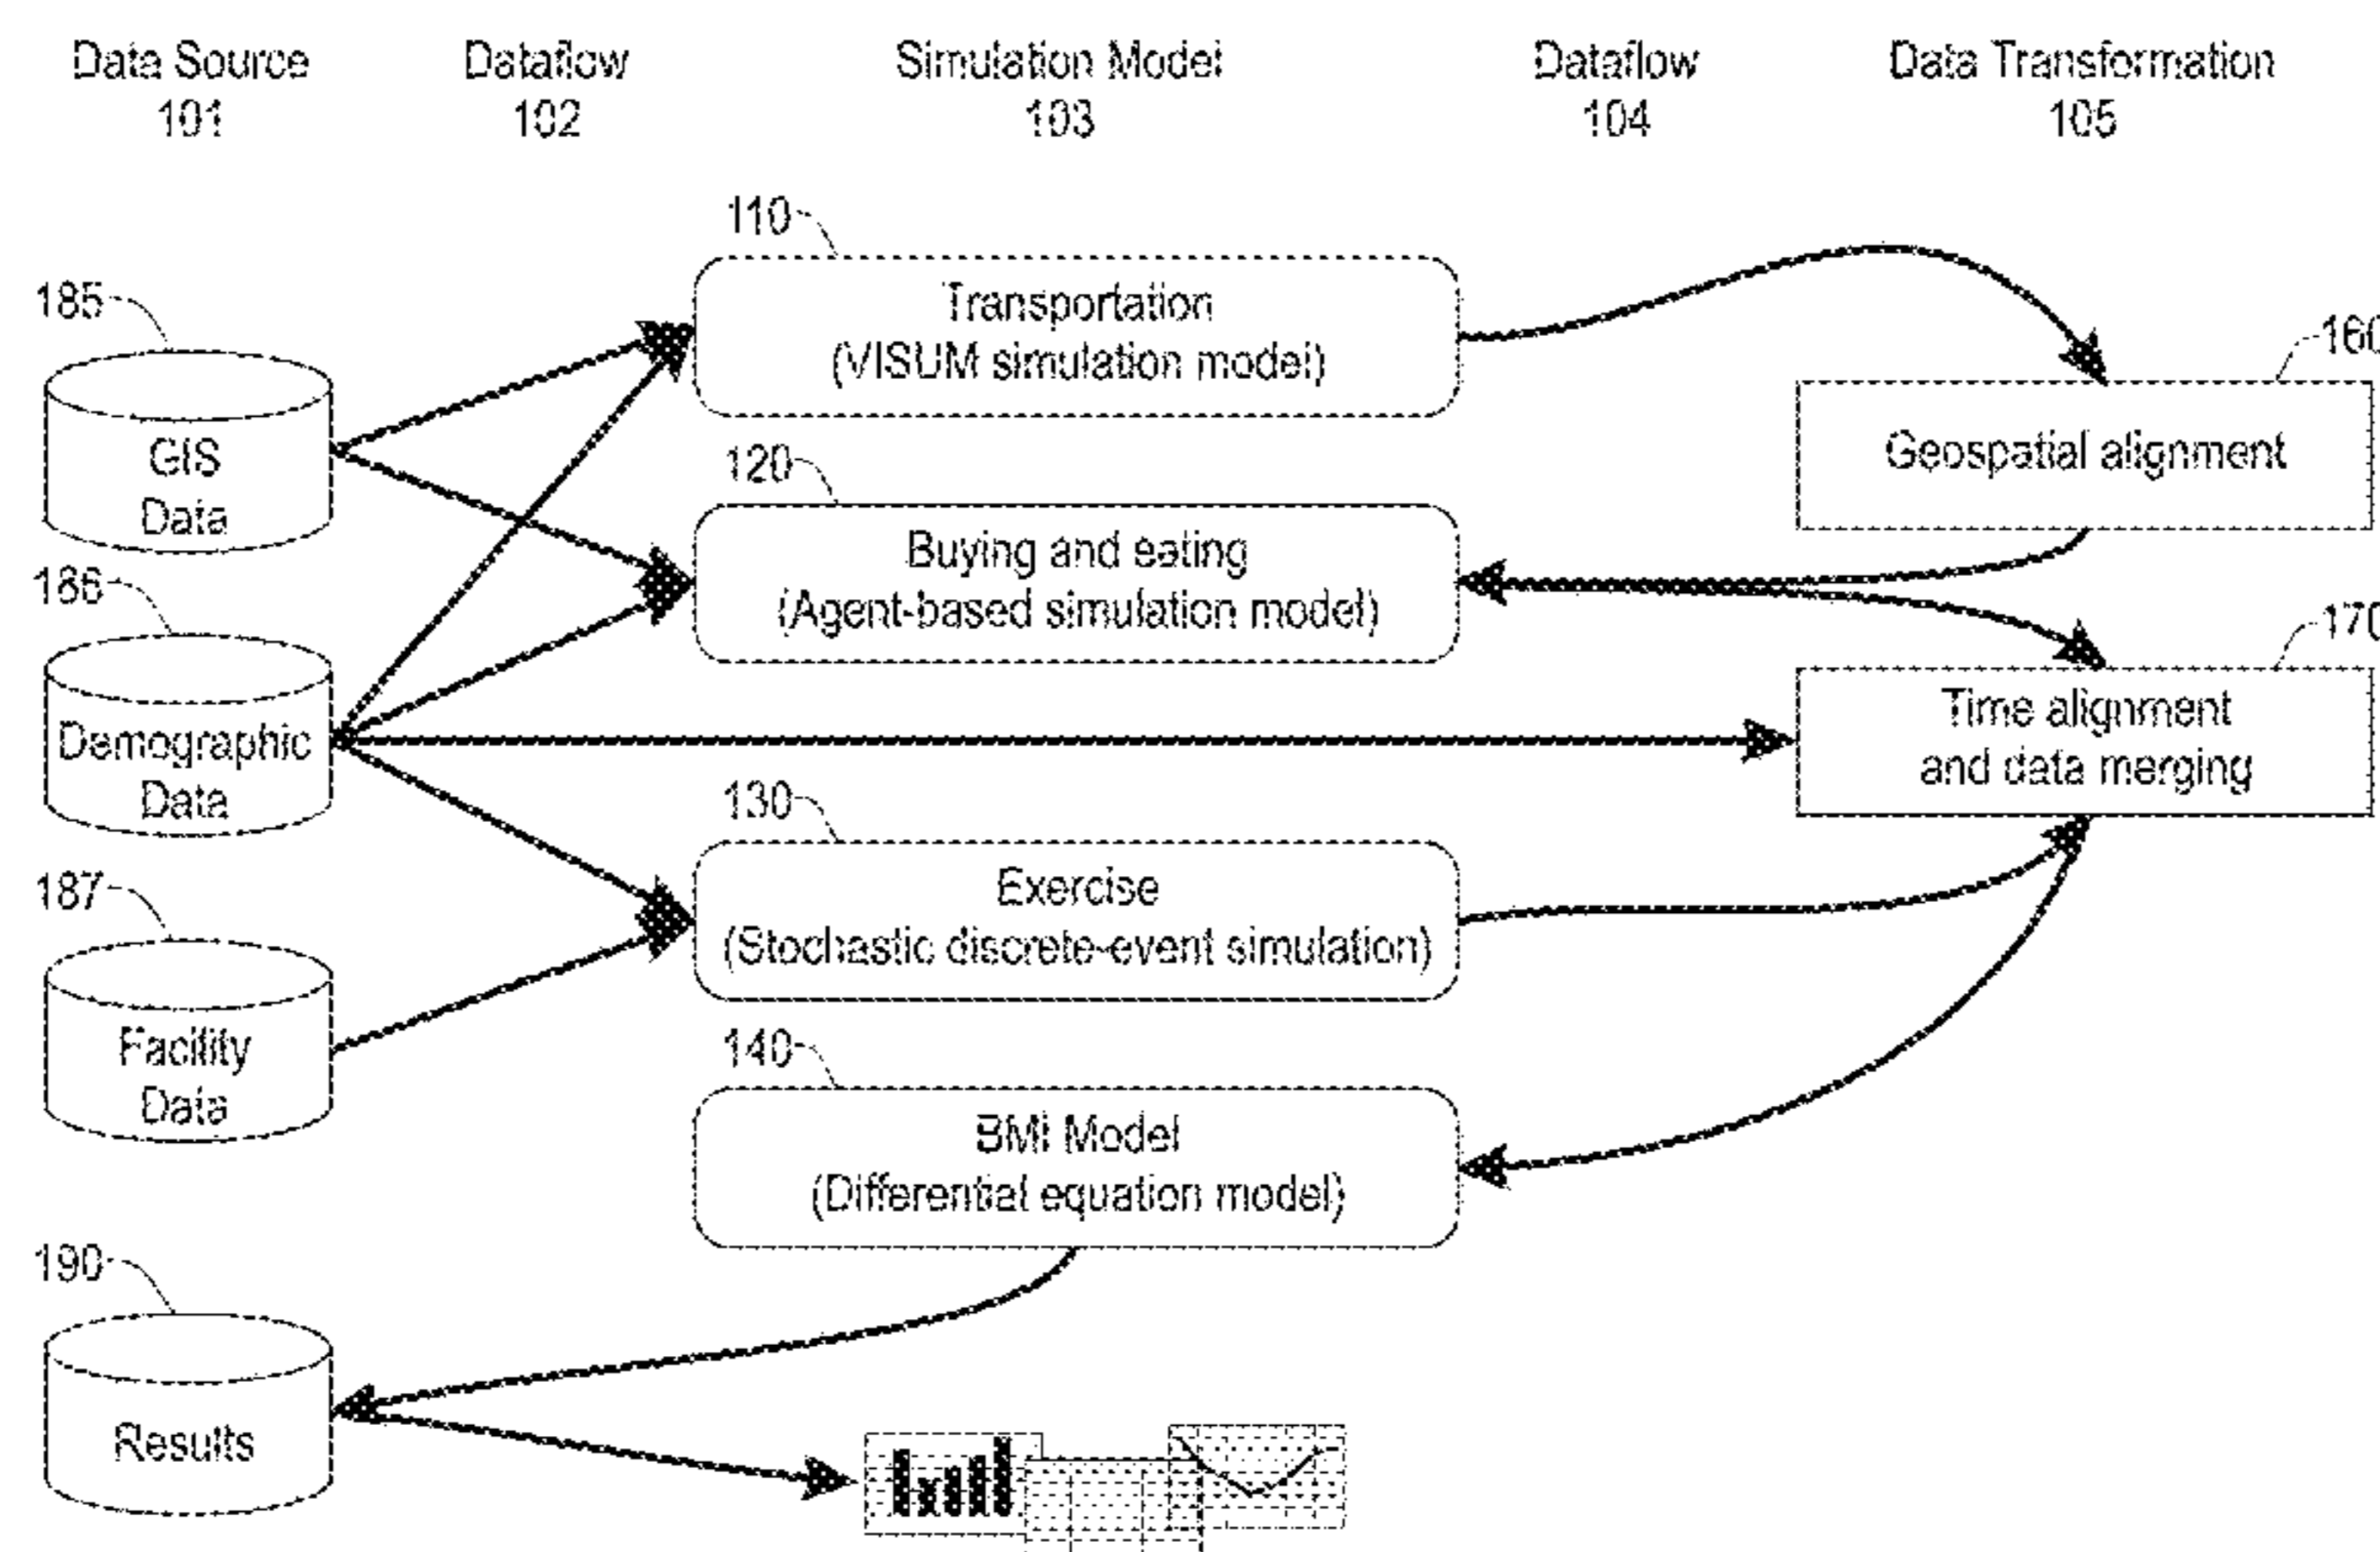 Data Source
101
Dataflow
102
Simulation Model
103
Dataflow
104
Data Transformation
105
110
Transportation
(VISUM simulation model)
185
GIS
Data
160
Geospatial alignment
120
Buying and eating
(Agent-based simulation model)
186
Demographic
Data
170
Time alignment
and data merging
130
Exercise
(Stochastic discrete-event simulation)
187
Facility
Data
140
BMI Model
(Differential equation model)
190
Results